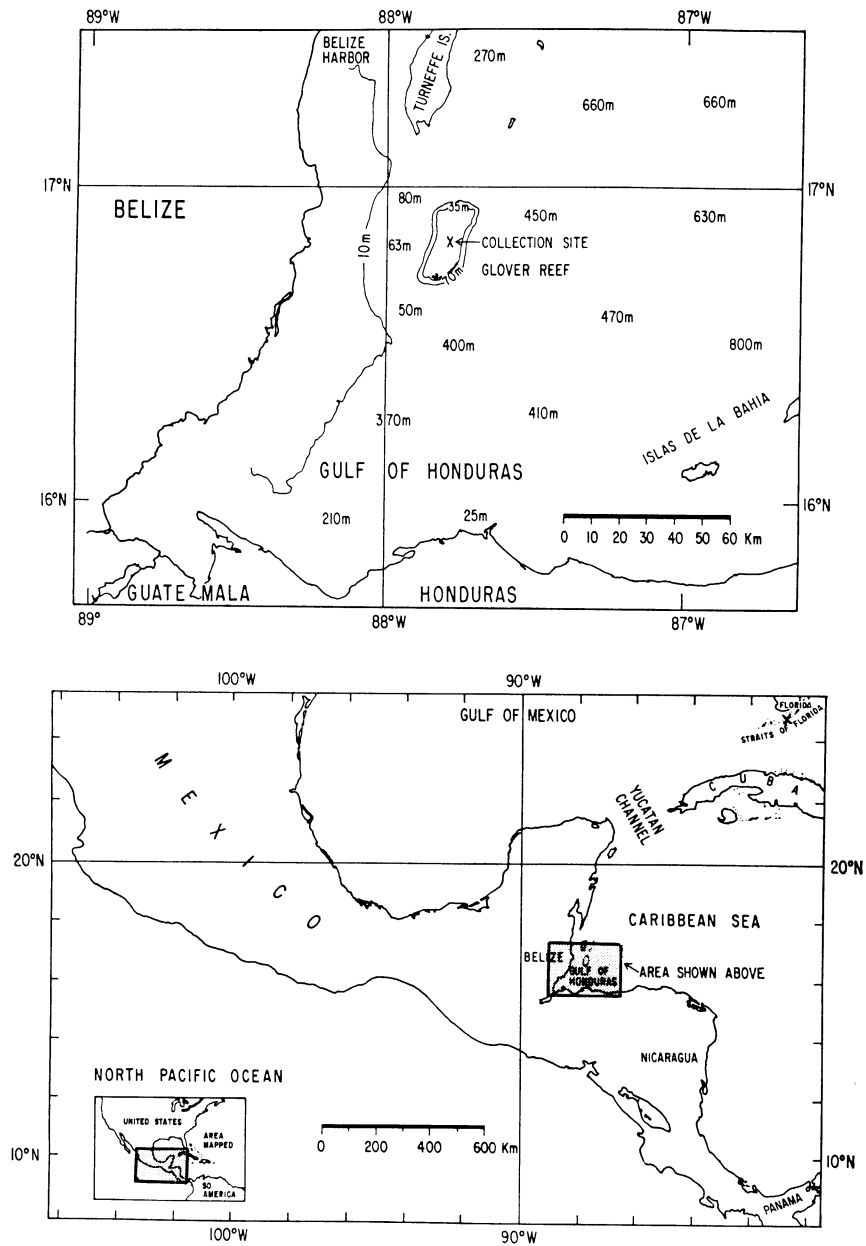 89°W
88°W
87°W
BELIZE
HARBOR
TURNEFFE IS.
270m
660m
660m
17°N
17°N
BELIZE
80m
35m
450m
630m
10m
63m
X
COLLECTION SITE
70m
GLOVER REEF
50m
470m
400m
800m
370m
410m
ISLAS DE LA BAHIA
GULF OF HONDURAS
16°N
16°N
210m
25m
0 10 20 30 40 50 60 Km
GUATEMALA
HONDURAS
89°
88°W
87°W
100°W
90°W
GULF OF MEXICO
FLORIDA
STRAITS OF FLORIDA
MEXICO
CUBA
YUCATAN
CHANNEL
20°N
20°N
CARIBBEAN SEA
BELIZE
GULF OF
HONDURAS
AREA SHOWN ABOVE
NICARAGUA
NORTH PACIFIC OCEAN
UNITED STATES
AREA
MAPPED
SO.
AMERICA
0 200 400 600 Km
10°N
10°N
PANAMA
100°W
90°W